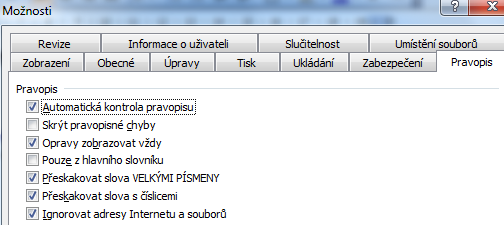 Možnosti
Revize Informace o uživateli Slučitelnost Umístění souborů
Zobrazení Obecné Úpravy Tisk Ukládání Zabezpečení Pravopis
Pravopis
Automatická kontrola pravopisu
Skrýt pravopisné chyby
Opravy zobrazovat vždy
Pouze z hlavního slovníku
Přeskakovat slova VELKÝMI PÍSMENY
Přeskakovat slova s číslicemi
Ignorovat adresy Internetu a souborů